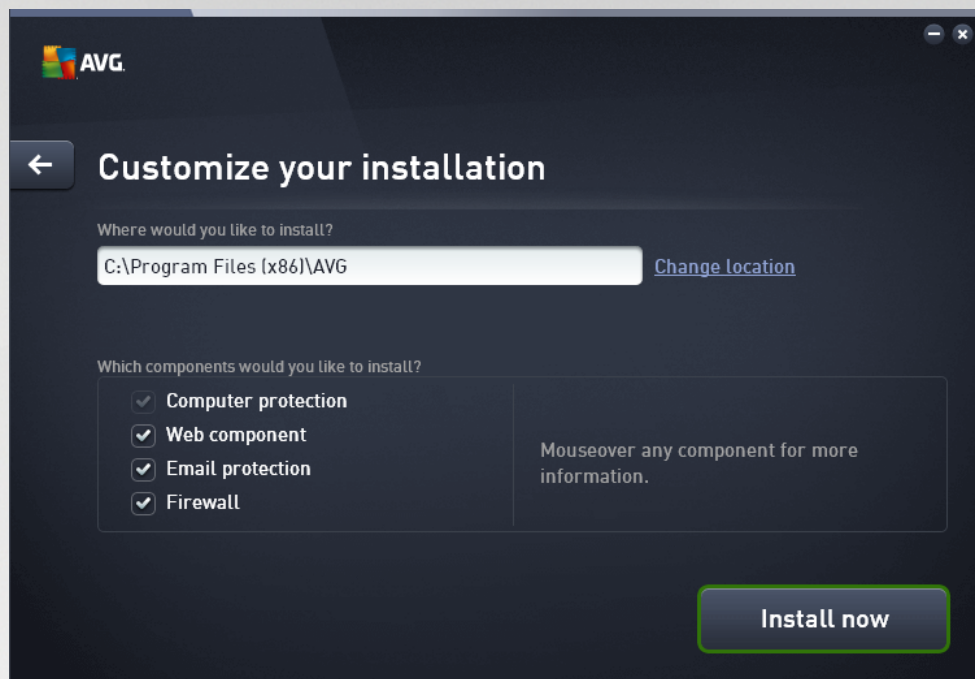 AVG.
Customize your installation
Where would you like to install?
C:\Program Files (x86)\AVG
Change location
Which components would you like to install?
Computer protection
Web component
Email protection
Firewall
Mouseover any component for more
information.
Install now